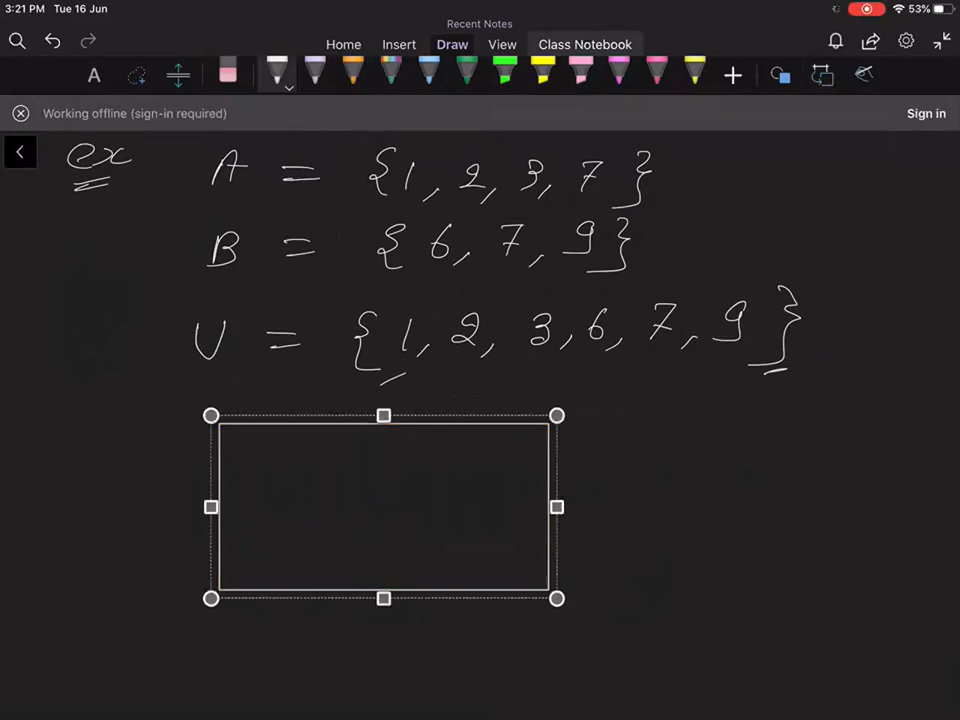 3:21 PM Tue 16 Jun 53%
Recent Notes
Home Insert Draw View Class Notebook
A
Working offline (sign-in required) Sign in
ex A = {1, 2, 3, 7}
B = {6, 7, 9}
U = {1, 2, 3, 6, 7, 9}